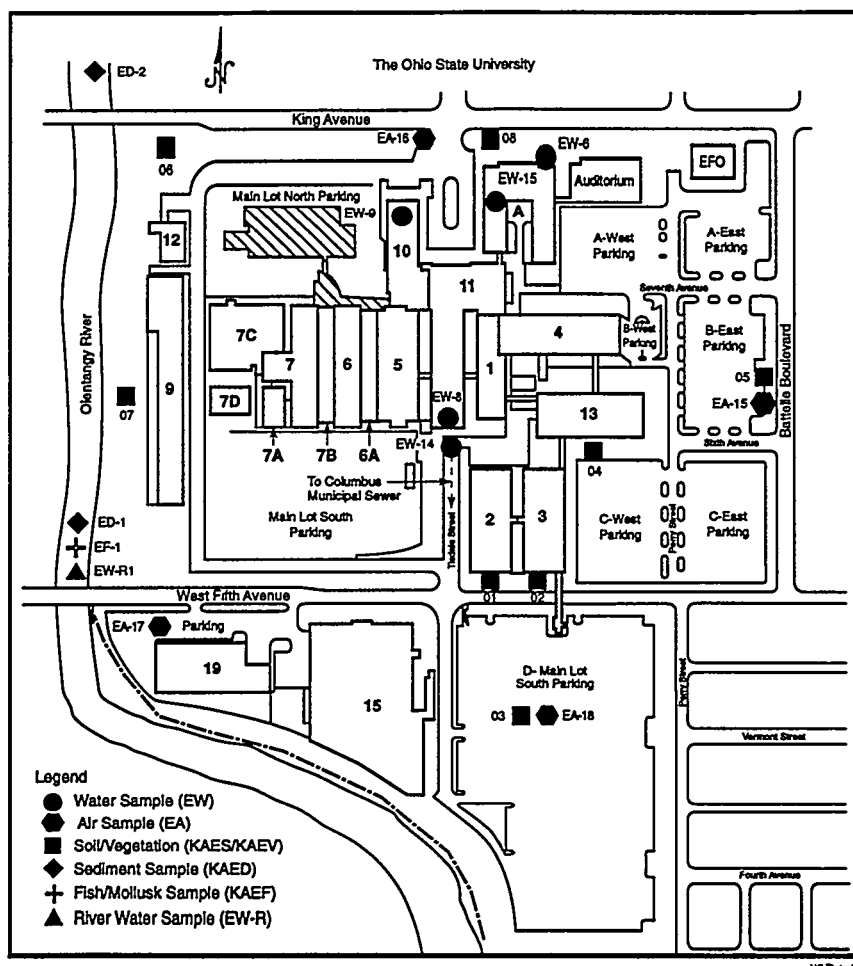 N
The Ohio State University
ED-2
King Avenue
EA-16
08
EW-6
06
EW-15
Auditorium
EFO
Main Lot North Parking
EW-9
A
12
10
A-West
Parking
A-East
Parking
11
Seventh Avenue
Olentangy River
7C
7
6
5
1
4
B-West
Parking
B-East
Parking
05
Battelle Boulevard
9
07
7D
EW-8
13
EA-15
Sixth Avenue
7A
7B
6A
EW-14
04
To Columbus
Municipal Sewer
Main Lot South
Parking
2
3
C-West
Parking
Perry Street
C-East
Parking
ED-1
EF-1
EW-R1
Tisdale Street
West Fifth Avenue
01
02
EA-17
Parking
19
15
D- Main Lot
South Parking
03
EA-18
Perry Street
Vermont Street
Legend
Water Sample (EW)
Air Sample (EA)
Soil/Vegetation (KAES/KAEV)
Sediment Sample (KAED)
Fish/Mollusk Sample (KAEF)
River Water Sample (EW-R)
Fourth Avenue